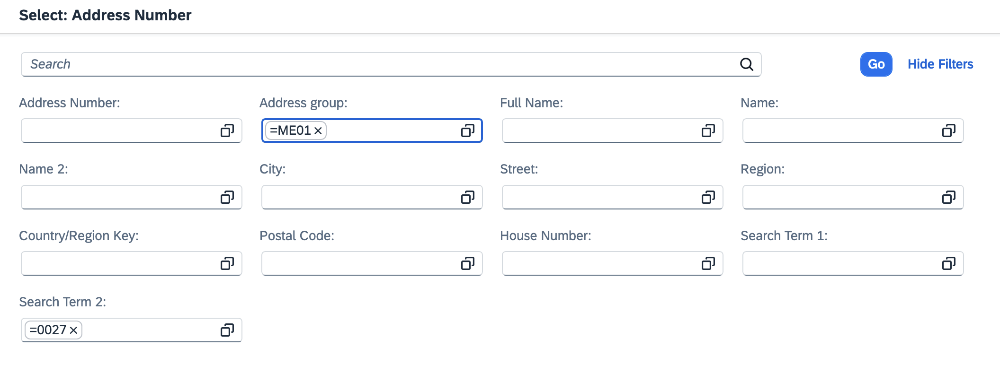 Select: Address Number
Search
Go
Hide Filters
Address Number:
Address group:
Full Name:
Name:
=ME01
Name 2:
City:
Street:
Region:
Country/Region Key:
Postal Code:
House Number:
Search Term 1:
Search Term 2:
=0027